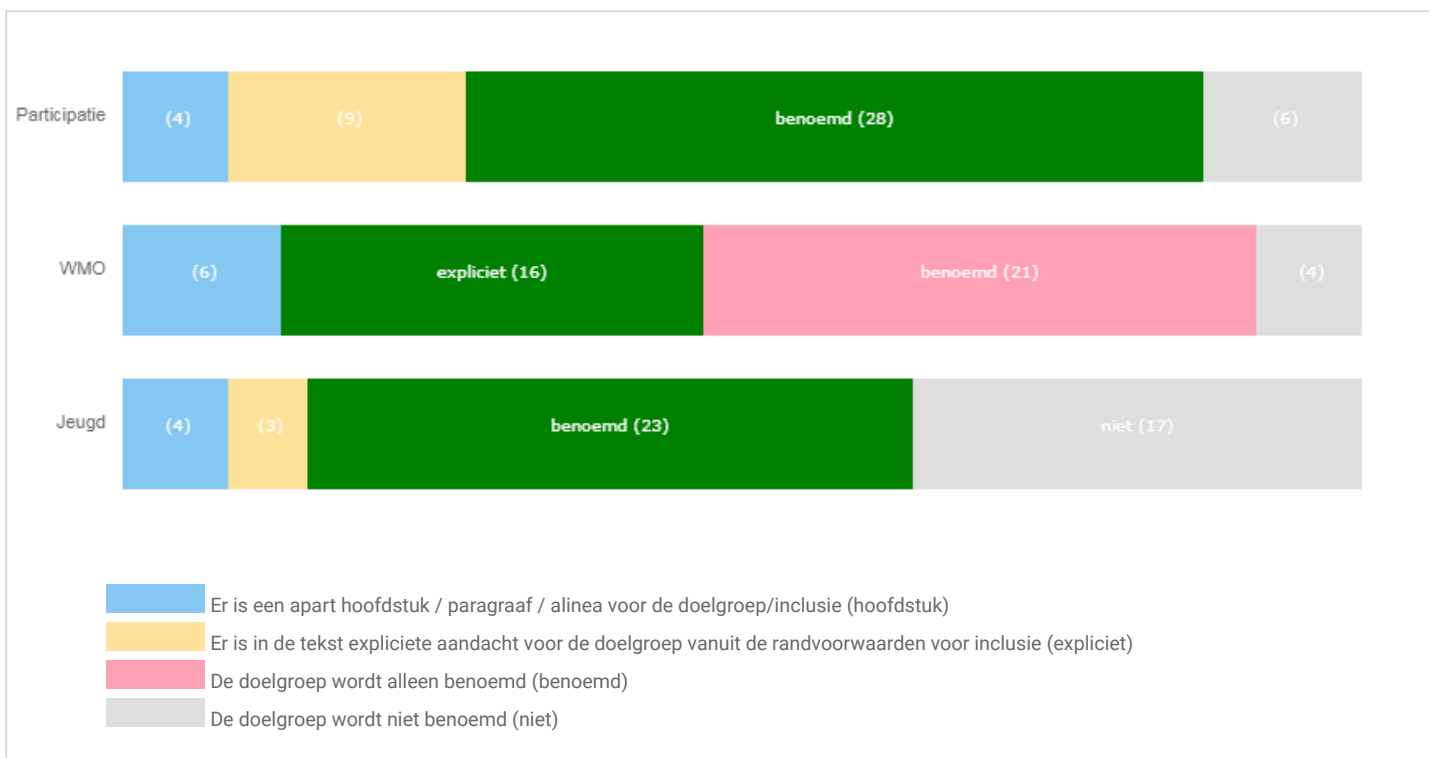 Participatie (4) (9) benoemd (28) (6)
WMO (6) expliciet (16) benoemd (21) (4)
Jeugd (4) (3) benoemd (23) niet (17)
Er is een apart hoofdstuk / paragraaf / alinea voor de doelgroep/inclusie (hoofdstuk)
Er is in de tekst expliciete aandacht voor de doelgroep vanuit de randvoorwaarden voor inclusie (expliciet)
De doelgroep wordt alleen benoemd (benoemd)
De doelgroep wordt niet benoemd (niet)